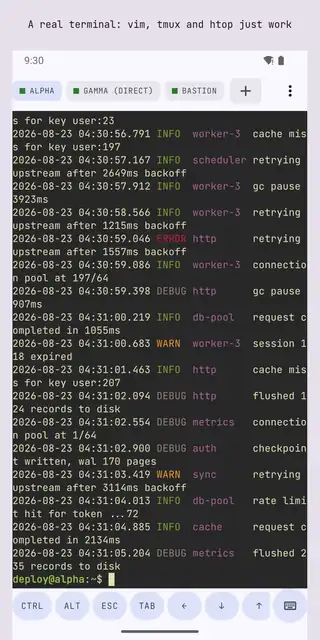 A real terminal: vim, tmux and htop just work
9:30
ALPHA
GAMMA (DIRECT)
BASTION
+
s for key user:23
2026-08-23 04:30:56.791 INFO worker-3 cache mis
s for key user:197
2026-08-23 04:30:57.167 INFO scheduler retrying
upstream after 2649ms backoff
2026-08-23 04:30:57.912 INFO worker-3 gc pause
3923ms
2026-08-23 04:30:58.566 INFO worker-3 retrying
upstream after 1215ms backoff
2026-08-23 04:30:59.046 ERROR http retrying
upstream after 1557ms backoff
2026-08-23 04:30:59.086 INFO worker-3 connectio
n pool at 197/64
2026-08-23 04:30:59.398 DEBUG http gc pause
907ms
2026-08-23 04:31:00.219 INFO db-pool request c
ompleted in 1055ms
2026-08-23 04:31:00.683 WARN worker-3 session 1
18 expired
2026-08-23 04:31:01.463 INFO http cache mis
s for key user:207
2026-08-23 04:31:02.094 DEBUG http flushed 1
24 records to disk
2026-08-23 04:31:02.554 DEBUG metrics connectio
n pool at 1/64
2026-08-23 04:31:02.900 DEBUG auth checkpoin
t written, wal 170 pages
2026-08-23 04:31:03.419 WARN sync retrying
upstream after 3114ms backoff
2026-08-23 04:31:04.013 INFO db-pool rate limi
t hit for token ...72
2026-08-23 04:31:04.885 INFO cache request c
ompleted in 2134ms
2026-08-23 04:31:05.204 DEBUG metrics flushed 2
35 records to disk
deploy@alpha:~$
CTRL ALT ESC TAB ← ↓ ↑